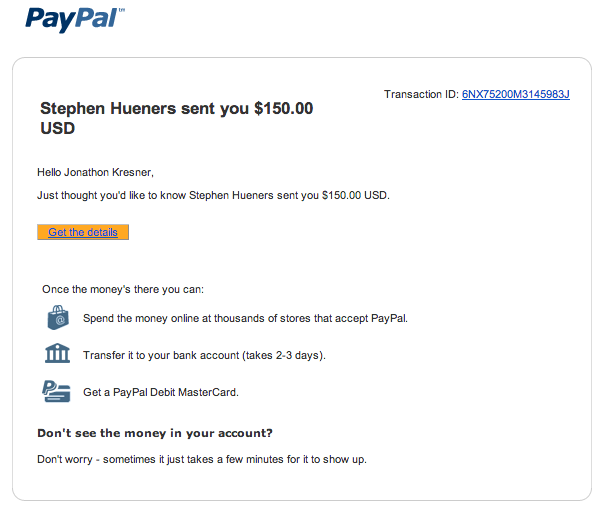 PayPal™
Transaction ID: 6NX75200M3145983J
Stephen Hueners sent you $150.00
USD
Hello Jonathon Kresner,
Just thought you'd like to know Stephen Hueners sent you $150.00 USD.
Get the details
Once the money's there you can:
Spend the money online at thousands of stores that accept PayPal.
Transfer it to your bank account (takes 2-3 days).
Get a PayPal Debit MasterCard.
Don't see the money in your account?
Don't worry - sometimes it just takes a few minutes for it to show up.